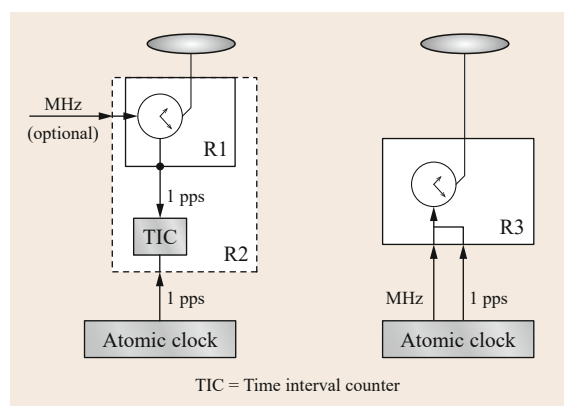 MHz
(optional)
R1
1 pps
TIC
R2
1 pps
Atomic clock
R3
MHz
1 pps
Atomic clock
TIC = Time interval counter